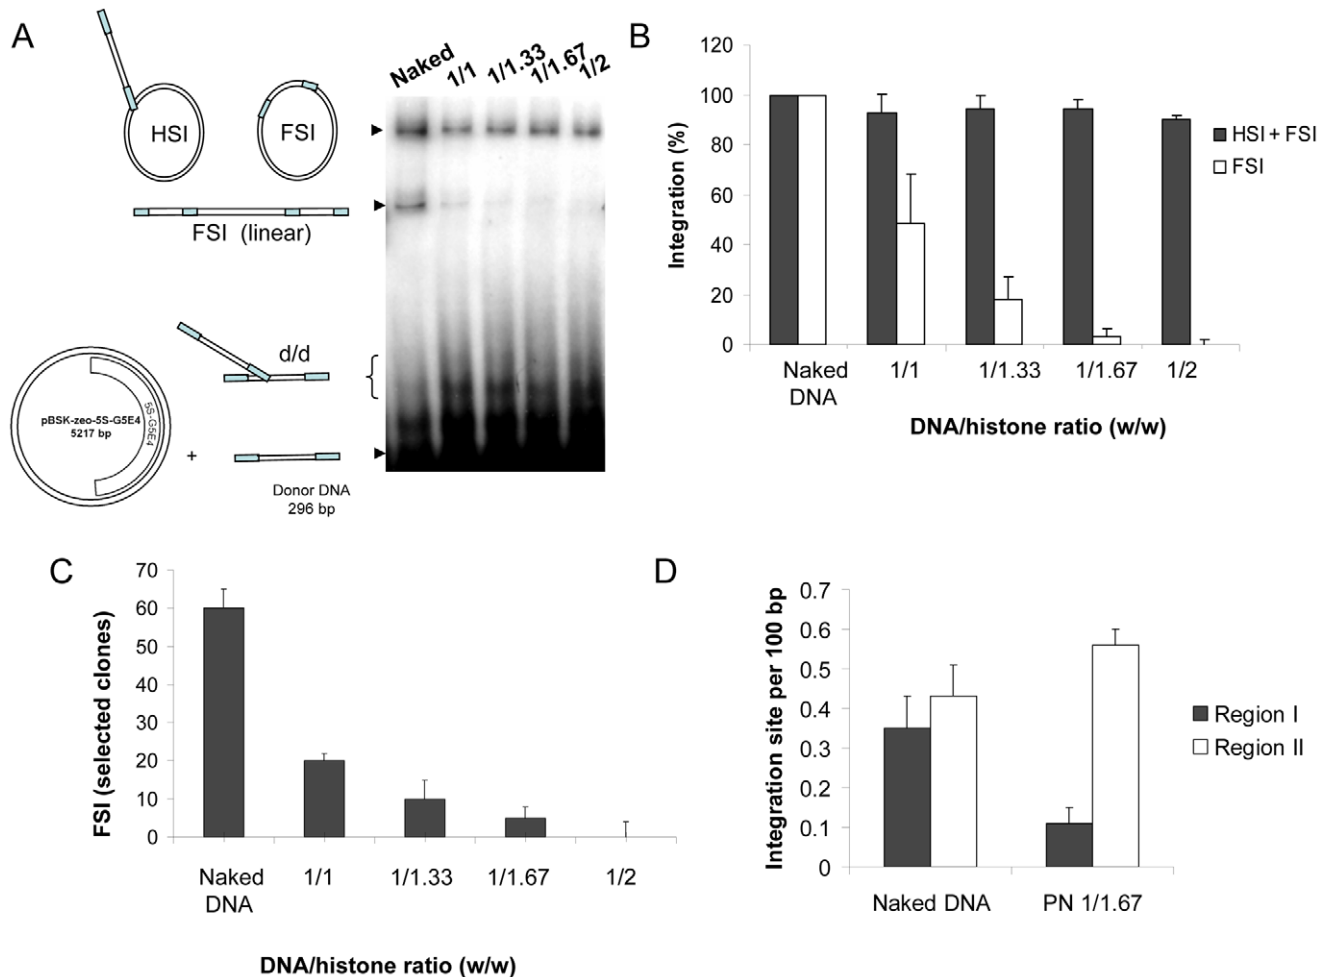 A
HSI
FSI
FSI (linear)
d/d
pBSK-zeo-5S-G5E4
5217 bp
5S-G5E4
+
Donor DNA
296 bp
Naked
1/1
1/1.33
1/1.67
1/2
B
Integration (%)
120
100
80
60
40
20
0
Naked DNA
1/1
1/1.33
1/1.67
1/2
DNA/histone ratio (w/w)
HSI + FSI
FSI
C
FSI (selected clones)
70
60
50
40
30
20
10
0
Naked DNA
1/1
1/1.33
1/1.67
1/2
DNA/histone ratio (w/w)
D
Integration site per 100 bp
0.7
0.6
0.5
0.4
0.3
0.2
0.1
0
Naked DNA
PN 1/1.67
Region I
Region II